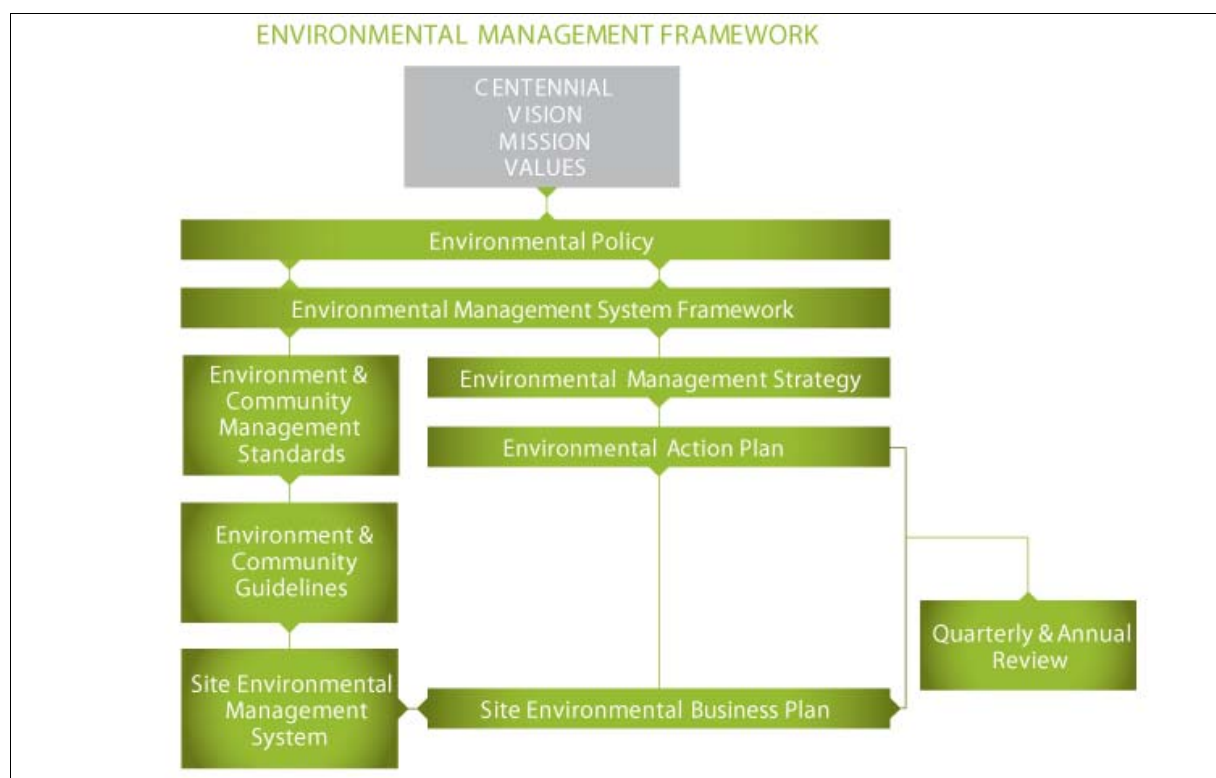 ENVIRONMENTAL MANAGEMENT FRAMEWORK
CENTENNIAL
VISION
MISSION
VALUES
Environmental Policy
Environmental Management System Framework
Environment &
Community
Management
Standards
Environmental Management Strategy
Environmental Action Plan
Environment &
Community
Guidelines
Quarterly & Annual
Review
Site Environmental
Management
System
Site Environmental Business Plan